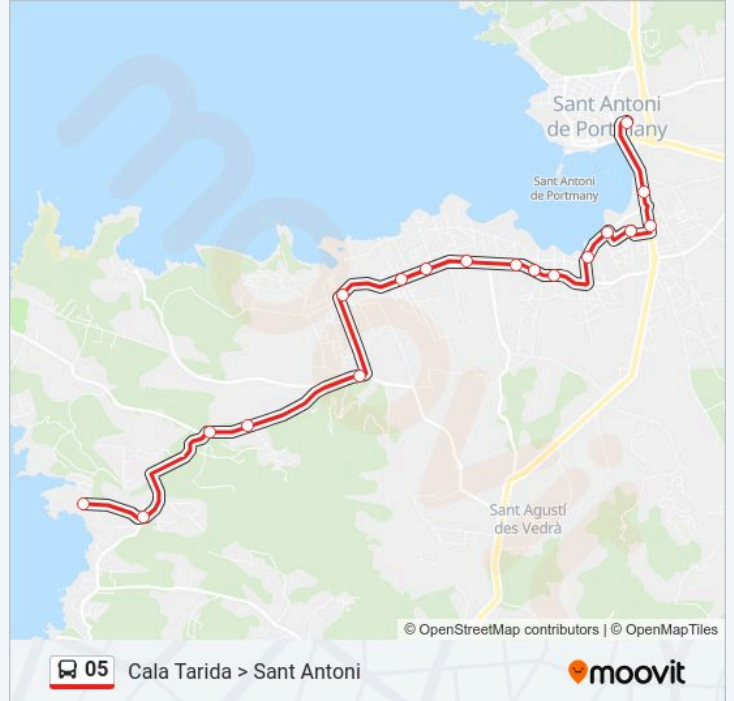 Sant Antoni
de Portmany
Sant Antoni
de Portmany
Sant Agustí
des Vedrà
© OpenStreetMap contributors | © OpenMapTiles
05 Cala Tarida > Sant Antoni
moovit
moovit